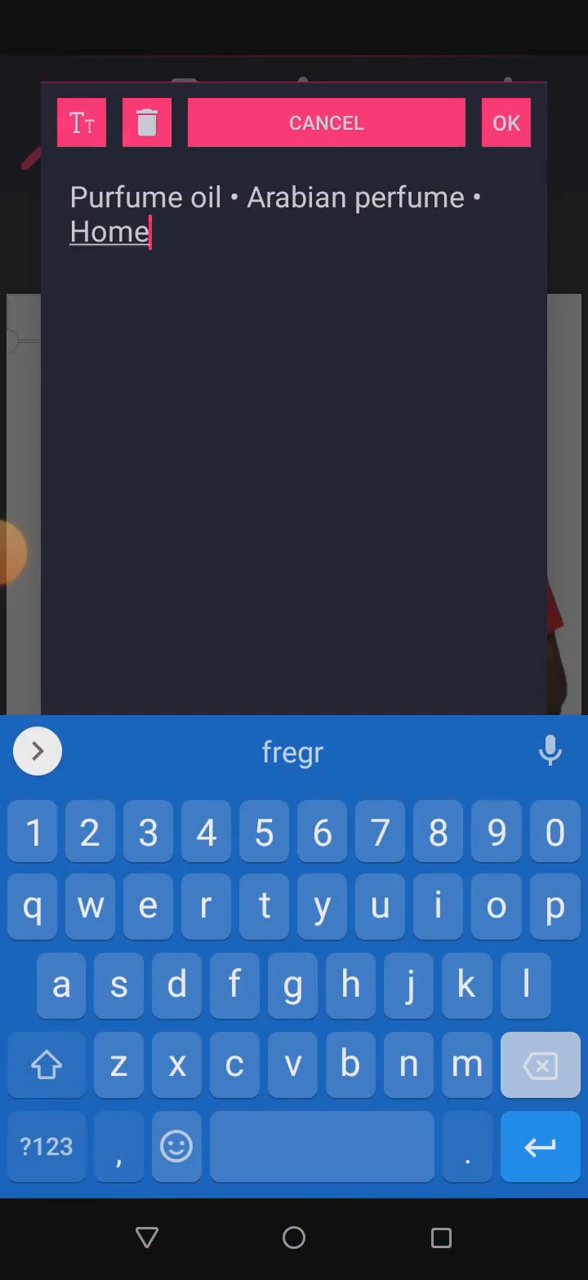 TT
CANCEL
OK
Purfume oil • Arabian perfume •
Home
fregr
1 2 3 4 5 6 7 8 9 0
q w e r t y u i o p
a s d f g h j k l
z x c v b n m
?123 , .